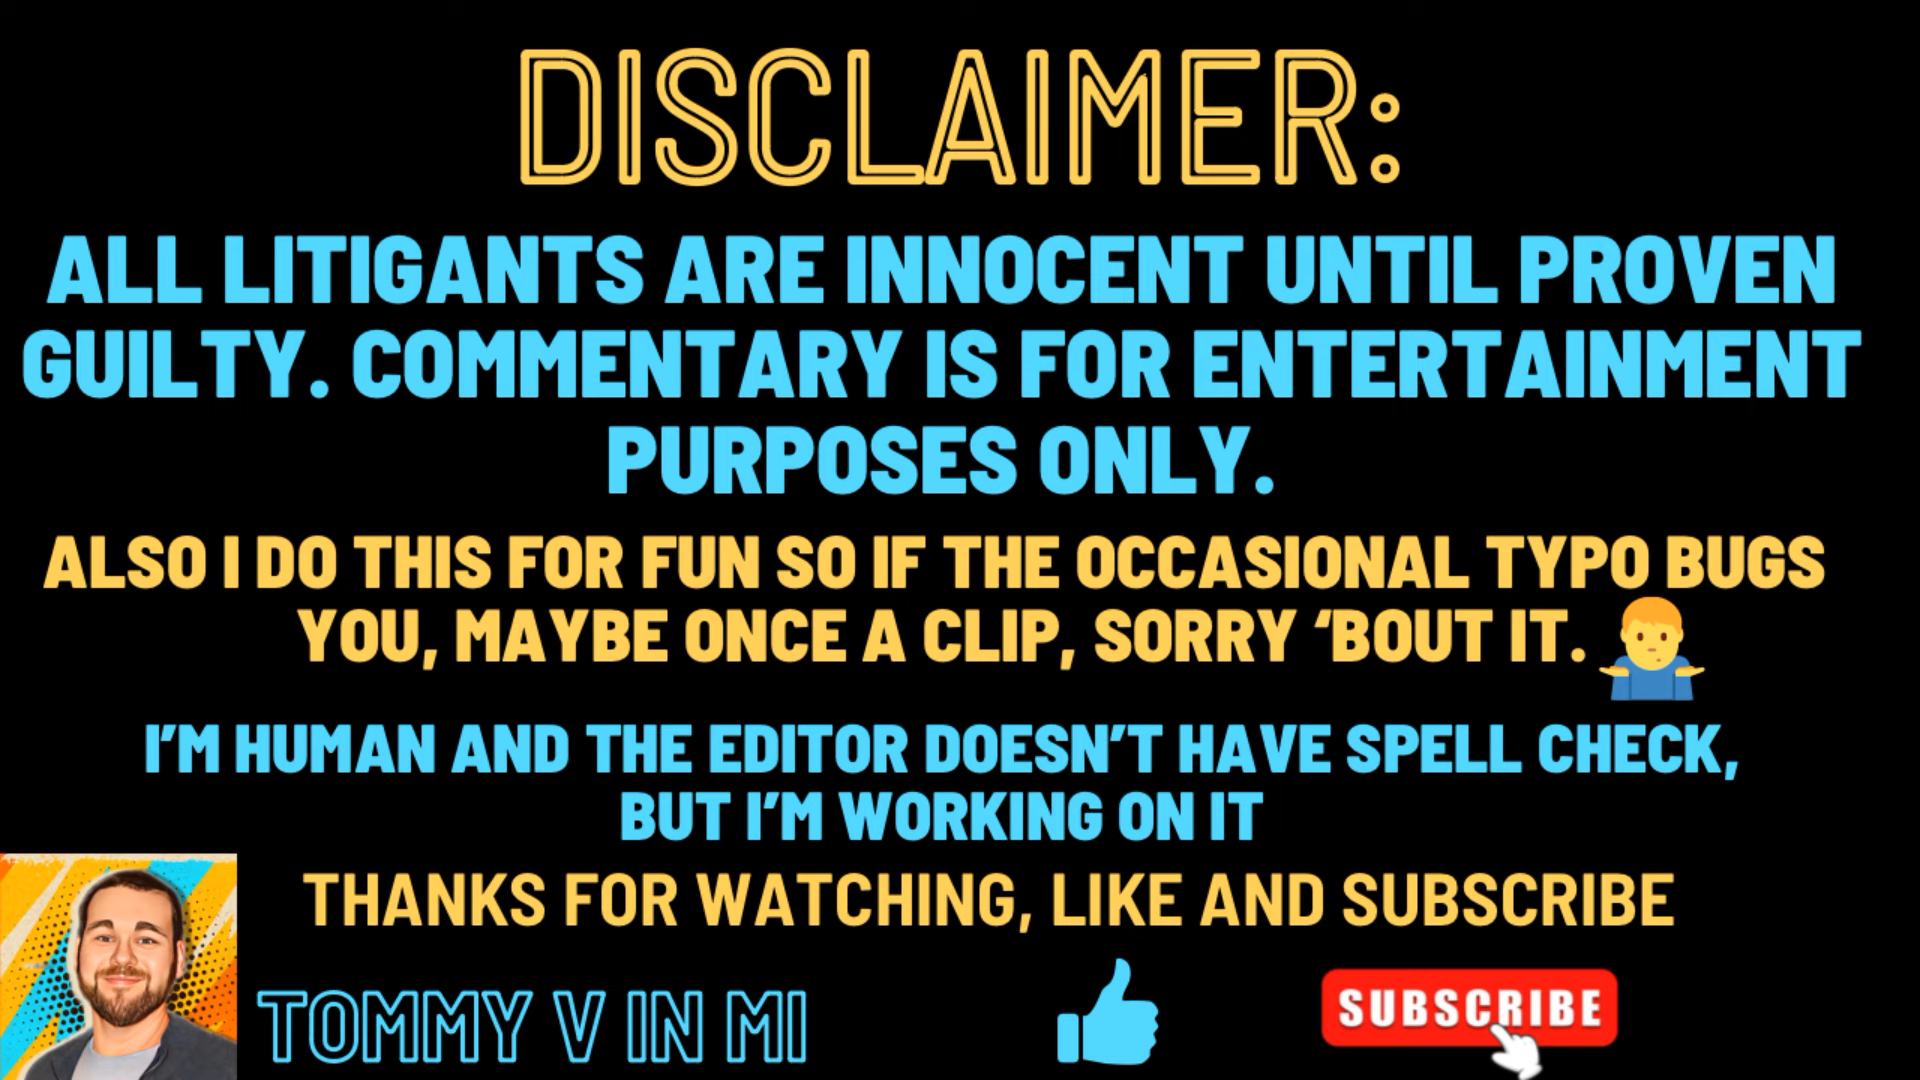 DISCLAIMER:
ALL LITIGANTS ARE INNOCENT UNTIL PROVEN
GUILTY. COMMENTARY IS FOR ENTERTAINMENT
PURPOSES ONLY.
ALSO I DO THIS FOR FUN SO IF THE OCCASIONAL TYPO BUGS
YOU, MAYBE ONCE A CLIP, SORRY ‘BOUT IT.
I’M HUMAN AND THE EDITOR DOESN’T HAVE SPELL CHECK,
BUT I’M WORKING ON IT
THANKS FOR WATCHING, LIKE AND SUBSCRIBE
TOMMY V IN MI
SUBSCRIBE